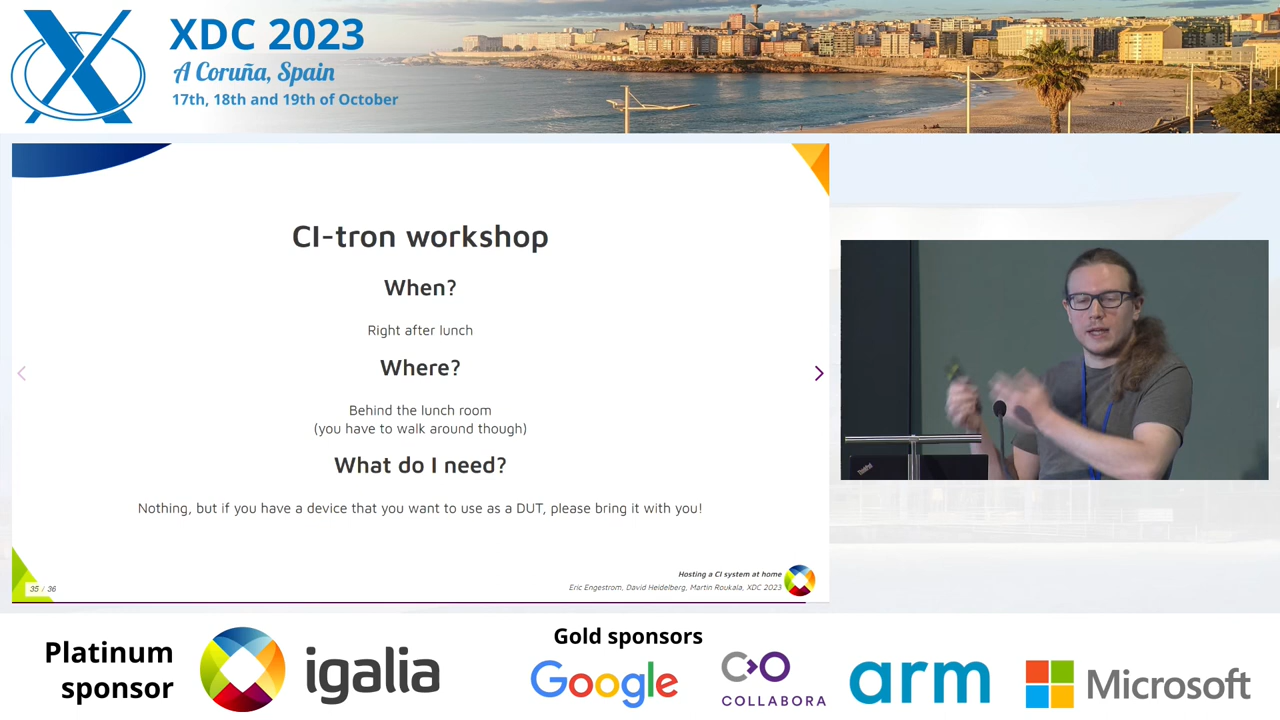 XDC 2023
A Coruña, Spain
17th, 18th and 19th of October
CI-tron workshop
When?
Right after lunch
Where?
Behind the lunch room
(you have to walk around though)
What do I need?
Nothing, but if you have a device that you want to use as a DUT, please bring it with you!
35 / 36
Hosting a CI system at home
Eric Engestrom, David Heidelberg, Martin Roukala, XDC 2023
ThinkPad
Platinum
sponsor
igalia
Gold sponsors
Google
COLLABORA
arm
Microsoft